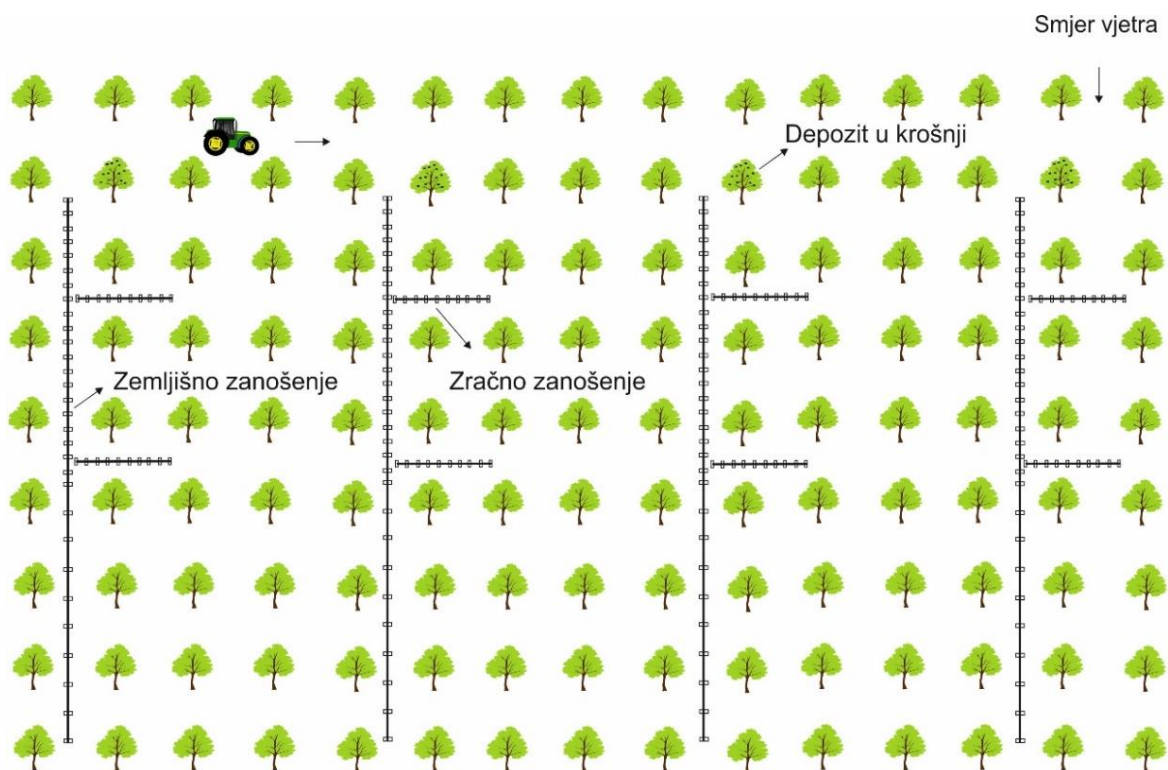 Smjer vjetra
Depozit u krošnji
Zemljišno zanošenje
Zračno zanošenje